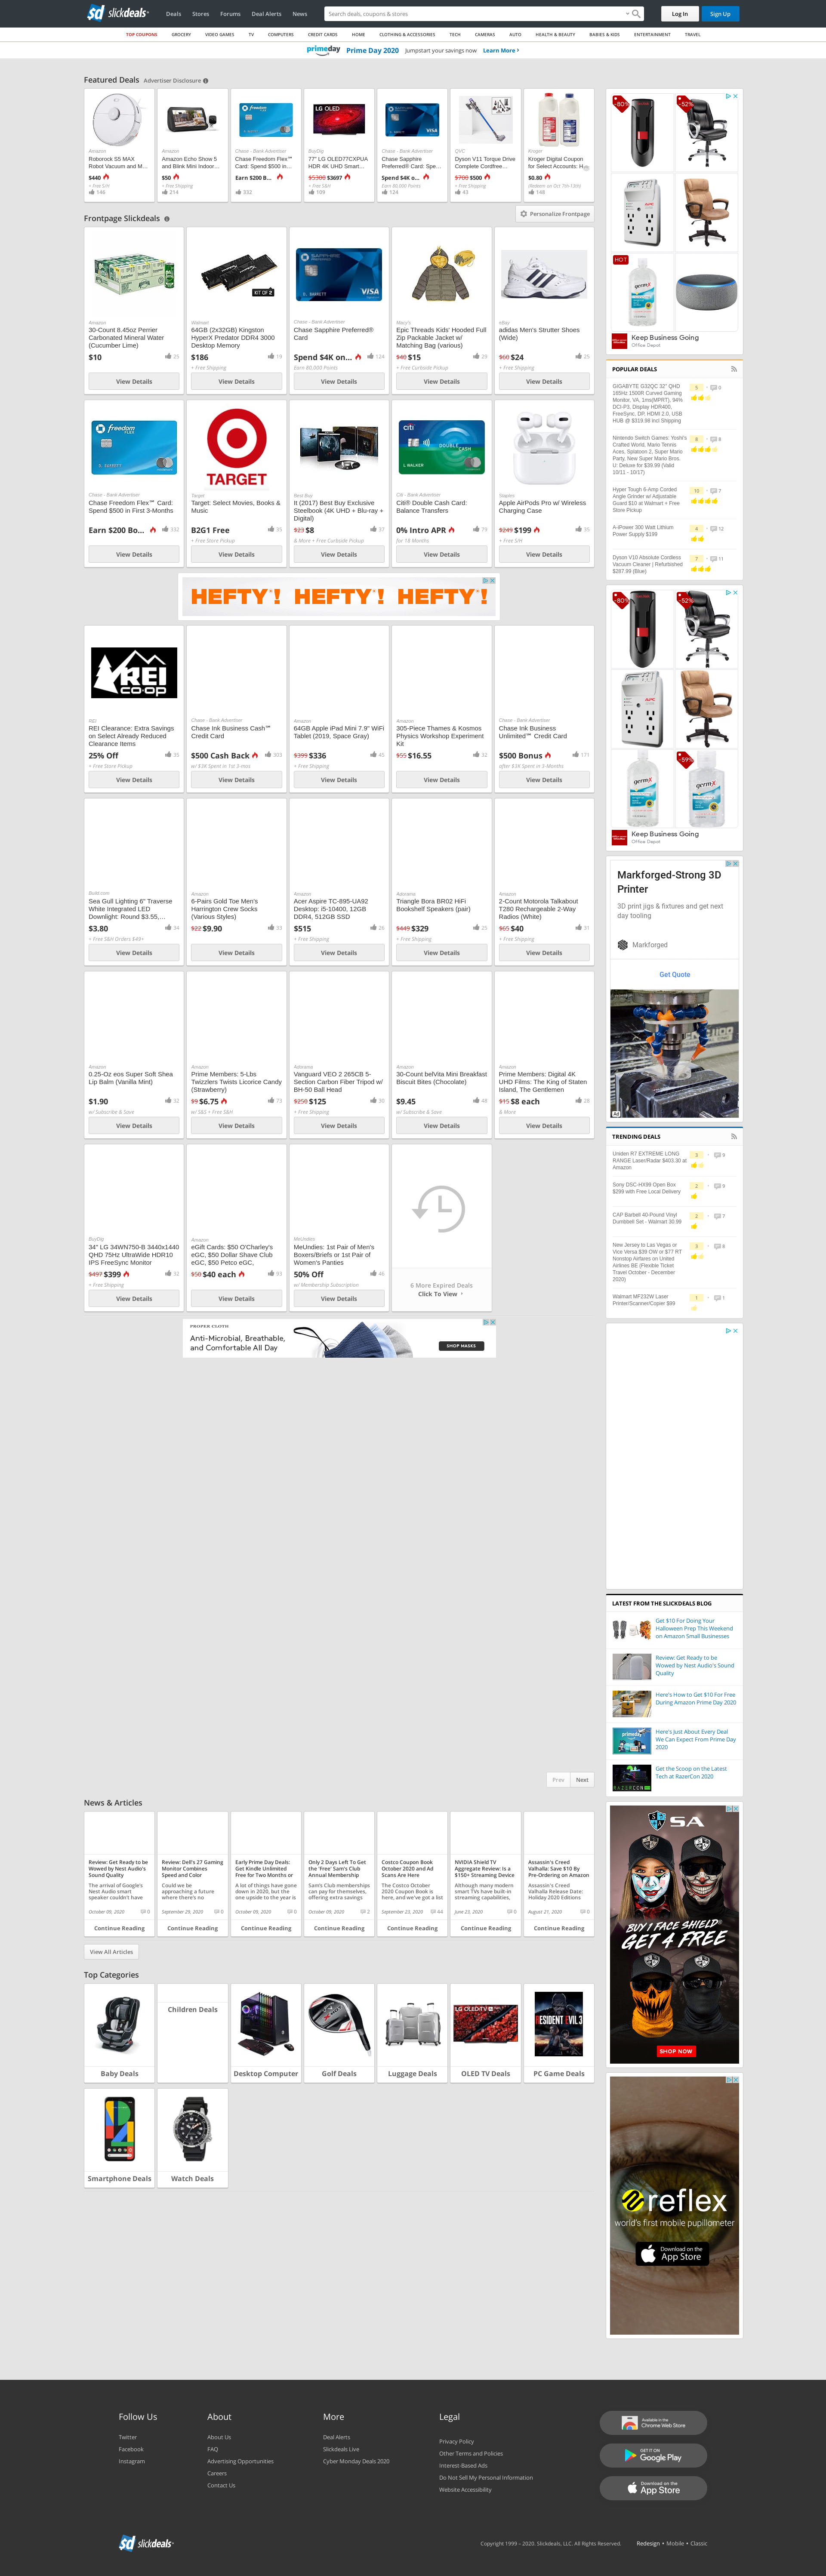 slickdeals
Deals
Stores
Forums
Deal Alerts
News
Search deals, coupons & stores
Log In
Sign Up
TOP COUPONS
GROCERY
VIDEO GAMES
TV
COMPUTERS
CREDIT CARDS
HOME
CLOTHING & ACCESSORIES
TECH
CAMERAS
AUTO
HEALTH & BEAUTY
BABIES & KIDS
ENTERTAINMENT
TRAVEL
prime day
Prime Day 2020
Jumpstart your savings now
Learn More
Featured Deals
Advertiser Disclosure
Amazon
Roborock S5 MAX
Robot Vacuum and M...
$440
+ Free S/H
146
Amazon
Amazon Echo Show 5
and Blink Mini Indoor...
$50
+ Free Shipping
214
Chase - Bank Advertiser
Chase Freedom Flex℠
Card: Spend $500 in...
Earn $200 B...
332
BuyDig
77" LG OLED77CXPUA
HDR 4K UHD Smart...
$5300 $3697
+ Free S&H
109
Chase - Bank Advertiser
Chase Sapphire
Preferred® Card: Spe...
Spend $4K o...
Earn 80,000 Points
124
QVC
Dyson V11 Torque Drive
Complete Cordfree...
$700 $500
+ Free Shipping
43
Kroger
Kroger Digital Coupon
for Select Accounts: H...
$0.80
(Redeem on Oct 7th-13th)
148
Frontpage Slickdeals
Personalize Frontpage
Amazon
30-Count 8.45oz Perrier
Carbonated Mineral Water
(Cucumber Lime)
$10
25
View Details
KIT OF 2
Walmart
64GB (2x32GB) Kingston
HyperX Predator DDR4 3000
Desktop Memory
$186
19
+ Free Shipping
View Details
Chase - Bank Advertiser
Chase Sapphire Preferred®
Card
Spend $4K on...
124
Earn 80,000 Points
View Details
Macy's
Epic Threads Kids' Hooded Full
Zip Packable Jacket w/
Matching Bag (various)
$40 $15
29
+ Free Curbside Pickup
View Details
eBay
adidas Men's Strutter Shoes
(Wide)
$60 $24
25
+ Free Shipping
View Details
Chase - Bank Advertiser
Chase Freedom Flex℠ Card:
Spend $500 in First 3-Months
Earn $200 Bo...
332
View Details
TARGET
Target
Target: Select Movies, Books &
Music
B2G1 Free
35
+ Free Store Pickup
View Details
Best Buy
It (2017) Best Buy Exclusive
Steelbook (4K UHD + Blu-ray +
Digital)
$23 $8
31
& More + Free Curbside Pickup
View Details
Citi - Bank Advertiser
Citi® Double Cash Card:
Balance Transfers
0% Intro APR
79
for 18 Months
View Details
Staples
Apple AirPods Pro w/ Wireless
Charging Case
$249 $199
35
+ Free S/H
View Details
HEFTY! HEFTY! HEFTY!
REI
CO·OP
REI
REI Clearance: Extra Savings
on Select Already Reduced
Clearance Items
25% Off
35
+ Free Store Pickup
View Details
Chase - Bank Advertiser
Chase Ink Business Cash℠
Credit Card
$500 Cash Back
303
w/ $3K Spent in 1st 3 mos
View Details
Amazon
64GB Apple iPad Mini 7.9" WiFi
Tablet (2019, Space Gray)
$399 $336
45
+ Free Shipping
View Details
Amazon
305-Piece Thames & Kosmos
Physics Workshop Experiment
Kit
$55 $16.55
32
View Details
Chase - Bank Advertiser
Chase Ink Business
Unlimited℠ Credit Card
$500 Bonus
171
after $3K Spent in 3 Months
View Details
Build.com
Sea Gull Lighting 6" Traverse
White Integrated LED
Downlight: Round $3.55,...
$3.80
34
+ Free S&H Orders $49+
View Details
Amazon
6-Pairs Gold Toe Men's
Harrington Crew Socks
(Various Styles)
$22 $9.90
33
View Details
Amazon
Acer Aspire TC-895-UA92
Desktop: i5-10400, 12GB
DDR4, 512GB SSD
$515
26
+ Free Shipping
View Details
Adorama
Triangle Bora BR02 HiFi
Bookshelf Speakers (pair)
$449 $329
25
+ Free Shipping
View Details
Amazon
2-Count Motorola Talkabout
T280 Rechargeable 2-Way
Radios (White)
$65 $40
31
+ Free Shipping
View Details
Amazon
0.25-Oz eos Super Soft Shea
Lip Balm (Vanilla Mint)
$1.90
32
w/ Subscribe & Save
View Details
Amazon
Prime Members: 5-Lbs
Twizzlers Twists Licorice Candy
(Strawberry)
$9 $6.75
73
w/ S&S + Free S&H
View Details
Adorama
Vanguard VEO 2 265CB 5-
Section Carbon Fiber Tripod w/
BH-50 Ball Head
$250 $125
30
+ Free Shipping
View Details
Amazon
30-Count belVita Mini Breakfast
Biscuit Bites (Chocolate)
$9.45
48
w/ Subscribe & Save
View Details
Amazon
Prime Members: Digital 4K
UHD Films: The King of Staten
Island, The Gentlemen
$15 $8 each
28
& More
View Details
BuyDig
34" LG 34WN750-B 3440x1440
QHD 75Hz UltraWide HDR10
IPS FreeSync Monitor
$497 $399
32
+ Free Shipping
View Details
Amazon
eGift Cards: $50 O'Charley's
eGC, $50 Dollar Shave Club
eGC, $50 Petco eGC,
$50 $40 each
93
View Details
MeUndies
MeUndies: 1st Pair of Men's
Boxers/Briefs or 1st Pair of
Women's Panties
50% Off
46
w/ Membership Subscription
View Details
6 More Expired Deals
Click To View
PROPER CLOTH
Anti-Microbial, Breathable,
and Comfortable All Day
SHOP MASKS
Prev
Next
News & Articles
Review: Get Ready to be
Wowed by Nest Audio's
Sound Quality
The arrival of Google's
Nest Audio smart
speaker couldn't have
October 09, 2020
0
Continue Reading
Review: Dell's 27 Gaming
Monitor Combines
Speed and Color
Could we be
approaching a future
where there's no
September 29, 2020
0
Continue Reading
Early Prime Day Deals:
Get Kindle Unlimited
Free for Two Months or
A lot of things have gone
down in 2020, but the
one upside to the year is
October 09, 2020
0
Continue Reading
Only 2 Days Left To Get
the 'Free' Sam's Club
Annual Membership
Sam's Club memberships
can pay for themselves,
offering extra savings
October 09, 2020
2
Continue Reading
Costco Coupon Book
October 2020 and Ad
Scans Are Here
The Costco October
2020 Coupon Book is
here, and we've got a list
September 23, 2020
44
Continue Reading
NVIDIA Shield TV
Aggregate Review: Is a
$150+ Streaming Device
Although many modern
smart TVs have built-in
streaming capabilities,
June 23, 2020
0
Continue Reading
Assassin's Creed
Valhalla: Save $10 By
Pre-Ordering on Amazon
Assassin's Creed
Valhalla Release Date:
Holiday 2020 Editions
August 21, 2020
0
Continue Reading
View All Articles
Top Categories
Baby Deals
Children Deals
Desktop Computer
Golf Deals
Luggage Deals
OLED TV Deals
PC Game Deals
Smartphone Deals
Watch Deals
-80%
-52%
HOT
Keep Business Going
Office Depot
POPULAR DEALS
GIGABYTE G32QC 32" QHD
165Hz 1500R Curved Gaming
Monitor, VA, 1ms(MPRT), 94%
DCI-P3, Display HDR400,
FreeSync, DP, HDMI 2.0, USB
HUB @ $319.98 incl Shipping
5
0
Nintendo Switch Games: Yoshi's
Crafted World, Mario Tennis
Aces, Splatoon 2, Super Mario
Party, New Super Mario Bros.
U: Deluxe for $39.99 (Valid
10/11 - 10/17)
8
8
Hyper Tough 6-Amp Corded
Angle Grinder w/ Adjustable
Guard $10 at Walmart + Free
Store Pickup
10
7
A-iPower 300 Watt Lithium
Power Supply $199
4
12
Dyson V10 Absolute Cordless
Vacuum Cleaner | Refurbished
$287.99 (Blue)
7
11
-80%
-52%
-59%
Keep Business Going
Office Depot
Markforged-Strong 3D
Printer
3D print jigs & fixtures and get next
day tooling
Markforged
Get Quote
Ad
TRENDING DEALS
Uniden R7 EXTREME LONG
RANGE Laser/Radar $403.30 at
Amazon
3
9
Sony DSC-HX99 Open Box
$299 with Free Local Delivery
2
9
CAP Barbell 40-Pound Vinyl
Dumbbell Set - Walmart 30.99
2
7
New Jersey to Las Vegas or
Vice Versa $39 OW or $77 RT
Nonstop Airfares on United
Airlines BE (Flexible Ticket
Travel October - December
2020)
3
8
Walmart MF232W Laser
Printer/Scanner/Copier $99
1
1
LATEST FROM THE SLICKDEALS BLOG
Get $10 For Doing Your
Halloween Prep This Weekend
on Amazon Small Businesses
Review: Get Ready to be
Wowed by Nest Audio's Sound
Quality
Here's How to Get $10 For Free
During Amazon Prime Day 2020
Here's Just About Every Deal
We Can Expect From Prime Day
2020
Get the Scoop on the Latest
Tech at RazerCon 2020
SA
BUY 1 FACE SHIELD
GET 4 FREE
SHOP NOW
reflex
world's first mobile pupillometer
Download on the
App Store
Follow Us
Twitter
Facebook
Instagram
About
About Us
FAQ
Advertising Opportunities
Careers
Contact Us
More
Deal Alerts
Slickdeals Live
Cyber Monday Deals 2020
Legal
Privacy Policy
Other Terms and Policies
Interest-Based Ads
Do Not Sell My Personal Information
Website Accessibility
Available in the
Chrome Web Store
GET IT ON
Google Play
Download on the
App Store
slickdeals
Copyright 1999 - 2020. Slickdeals, LLC. All Rights Reserved.
Redesign • Mobile • Classic